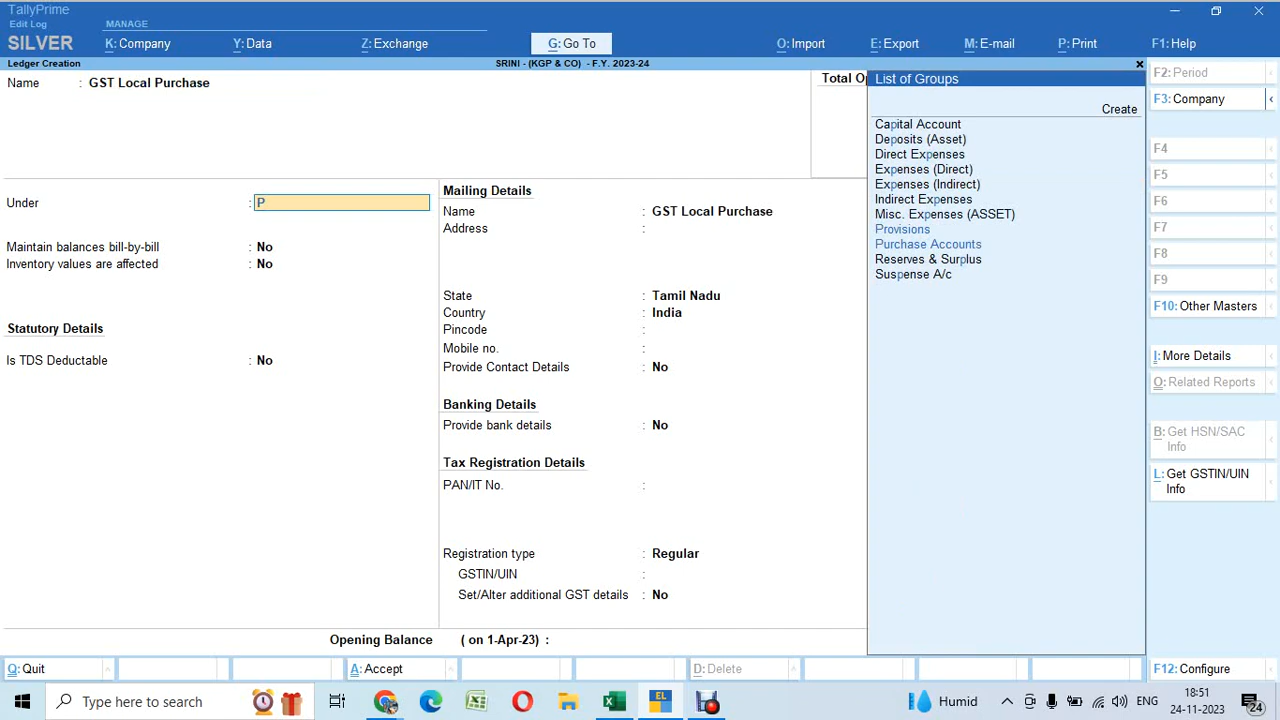 TallyPrime
Edit Log
SILVER
MANAGE
K: Company
Y: Data
Z: Exchange
G: Go To
O: Import
E: Export
M: E-mail
P: Print
F1: Help
Ledger Creation
SRINI - (KGP & CO) - F.Y. 2023-24
Name : GST Local Purchase
Total Op
Under : P
Maintain balances bill-by-bill : No
Inventory values are affected : No
Statutory Details
Is TDS Deductable : No
Mailing Details
Name : GST Local Purchase
Address :
State : Tamil Nadu
Country : India
Pincode :
Mobile no. :
Provide Contact Details : No
Banking Details
Provide bank details : No
Tax Registration Details
PAN/IT No. :
Registration type : Regular
GSTIN/UIN :
Set/Alter additional GST details : No
Opening Balance ( on 1-Apr-23) :
List of Groups
Create
Capital Account
Deposits (Asset)
Direct Expenses
Expenses (Direct)
Expenses (Indirect)
Indirect Expenses
Misc. Expenses (ASSET)
Provisions
Purchase Accounts
Reserves & Surplus
Suspense A/c
F2: Period
F3: Company
F4
F5
F6
F7
F8
F9
F10: Other Masters
I: More Details
O: Related Reports
B: Get HSN/SAC
Info
L: Get GSTIN/UIN
Info
Q: Quit
A: Accept
D: Delete
F12: Configure
Type here to search
Humid
ENG
18:51
24-11-2023
24